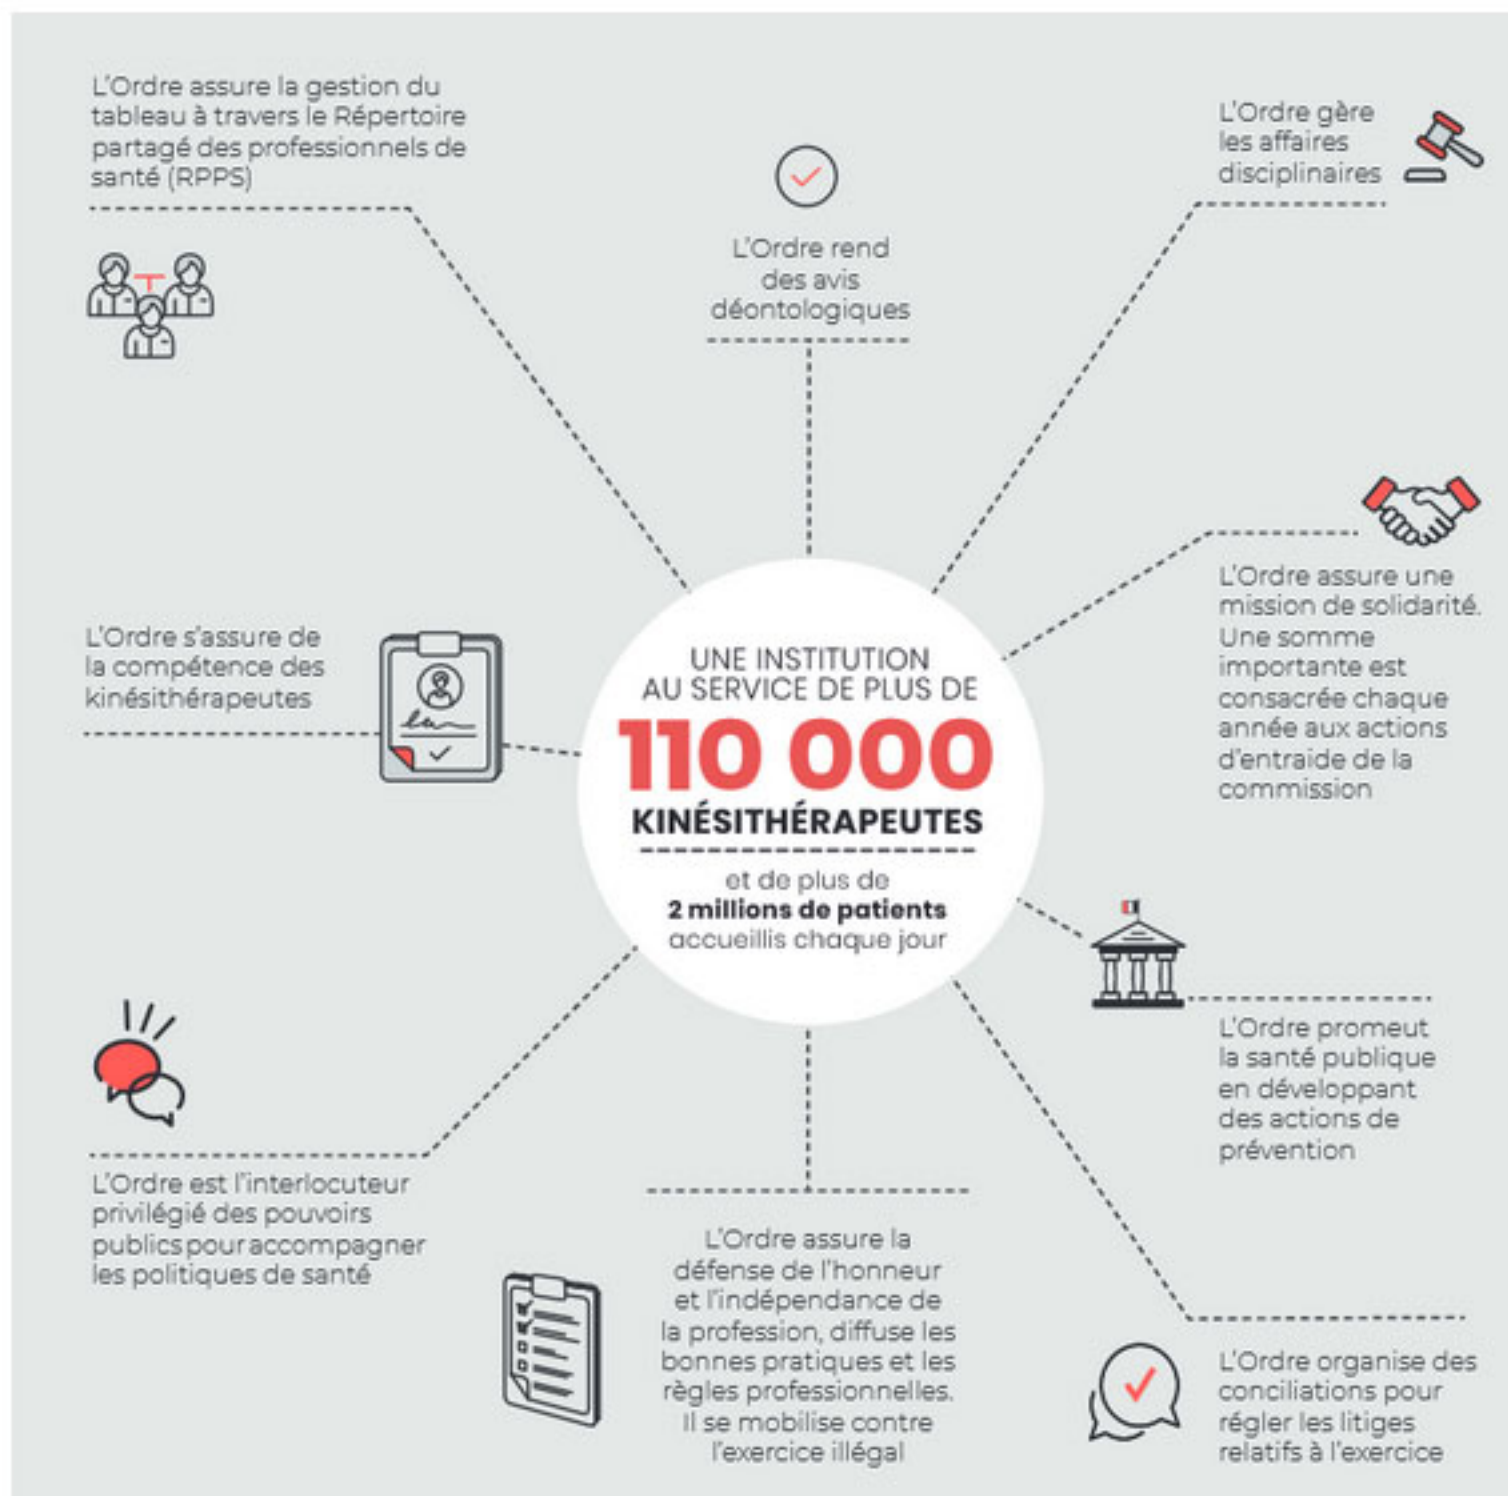 L'Ordre assure la gestion du
tableau à travers le Répertoire
partagé des professionnels de
santé (RPPS)
L'Ordre rend
des avis
déontologiques
L'Ordre gère
les affaires
disciplinaires
L'Ordre assure une
mission de solidarité.
Une somme
importante est
consacrée chaque
année aux actions
d'entraide de la
commission
L'Ordre s'assure de
la compétence des
kinésithérapeutes
UNE INSTITUTION
AU SERVICE DE PLUS DE
110 000
KINÉSITHÉRAPEUTES
et de plus de
2 millions de patients
accueillis chaque jour
L'Ordre promeut
la santé publique
en développant
des actions de
prévention
L'Ordre est l'interlocuteur
privilégié des pouvoirs
publics pour accompagner
les politiques de santé
L'Ordre assure la
défense de l'honneur
et l'indépendance de
la profession, diffuse les
bonnes pratiques et les
règles professionnelles.
Il se mobilise contre
l'exercice illégal
L'Ordre organise des
conciliations pour
régler les litiges
relatifs à l'exercice